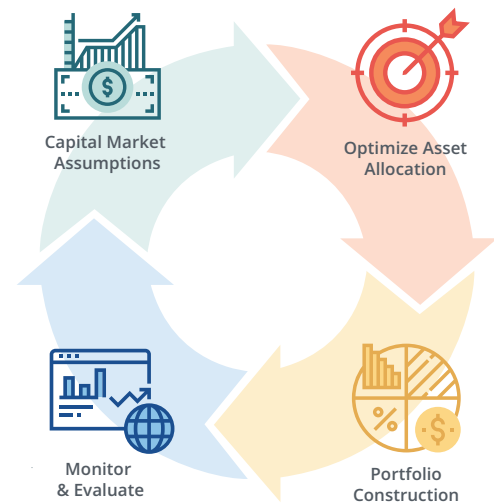 Capital Market
Assumptions
Optimize Asset
Allocation
Portfolio
Construction
Monitor
& Evaluate
$
%
$